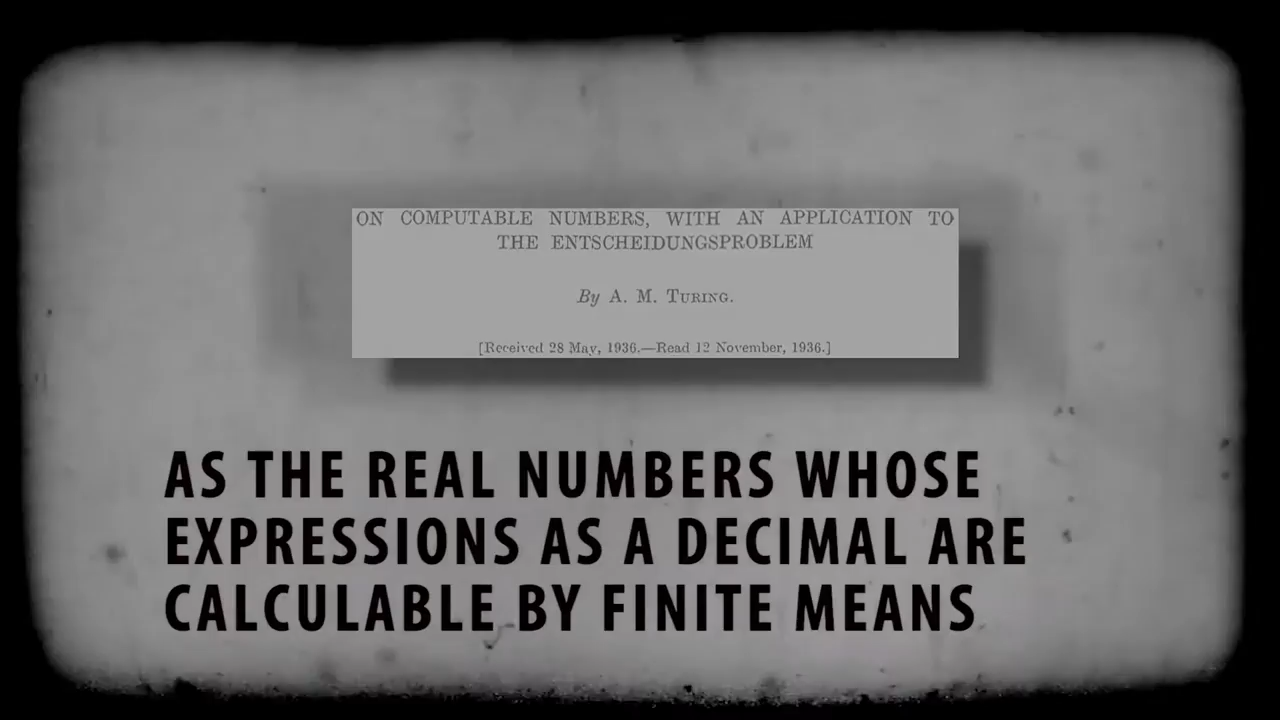 ON COMPUTABLE NUMBERS, WITH AN APPLICATION TO
THE ENTSCHEIDUNGSPROBLEM
By A. M. TURING.
[Received 28 May, 1936.—Read 12 November, 1936.]
AS THE REAL NUMBERS WHOSE
EXPRESSIONS AS A DECIMAL ARE
CALCULABLE BY FINITE MEANS